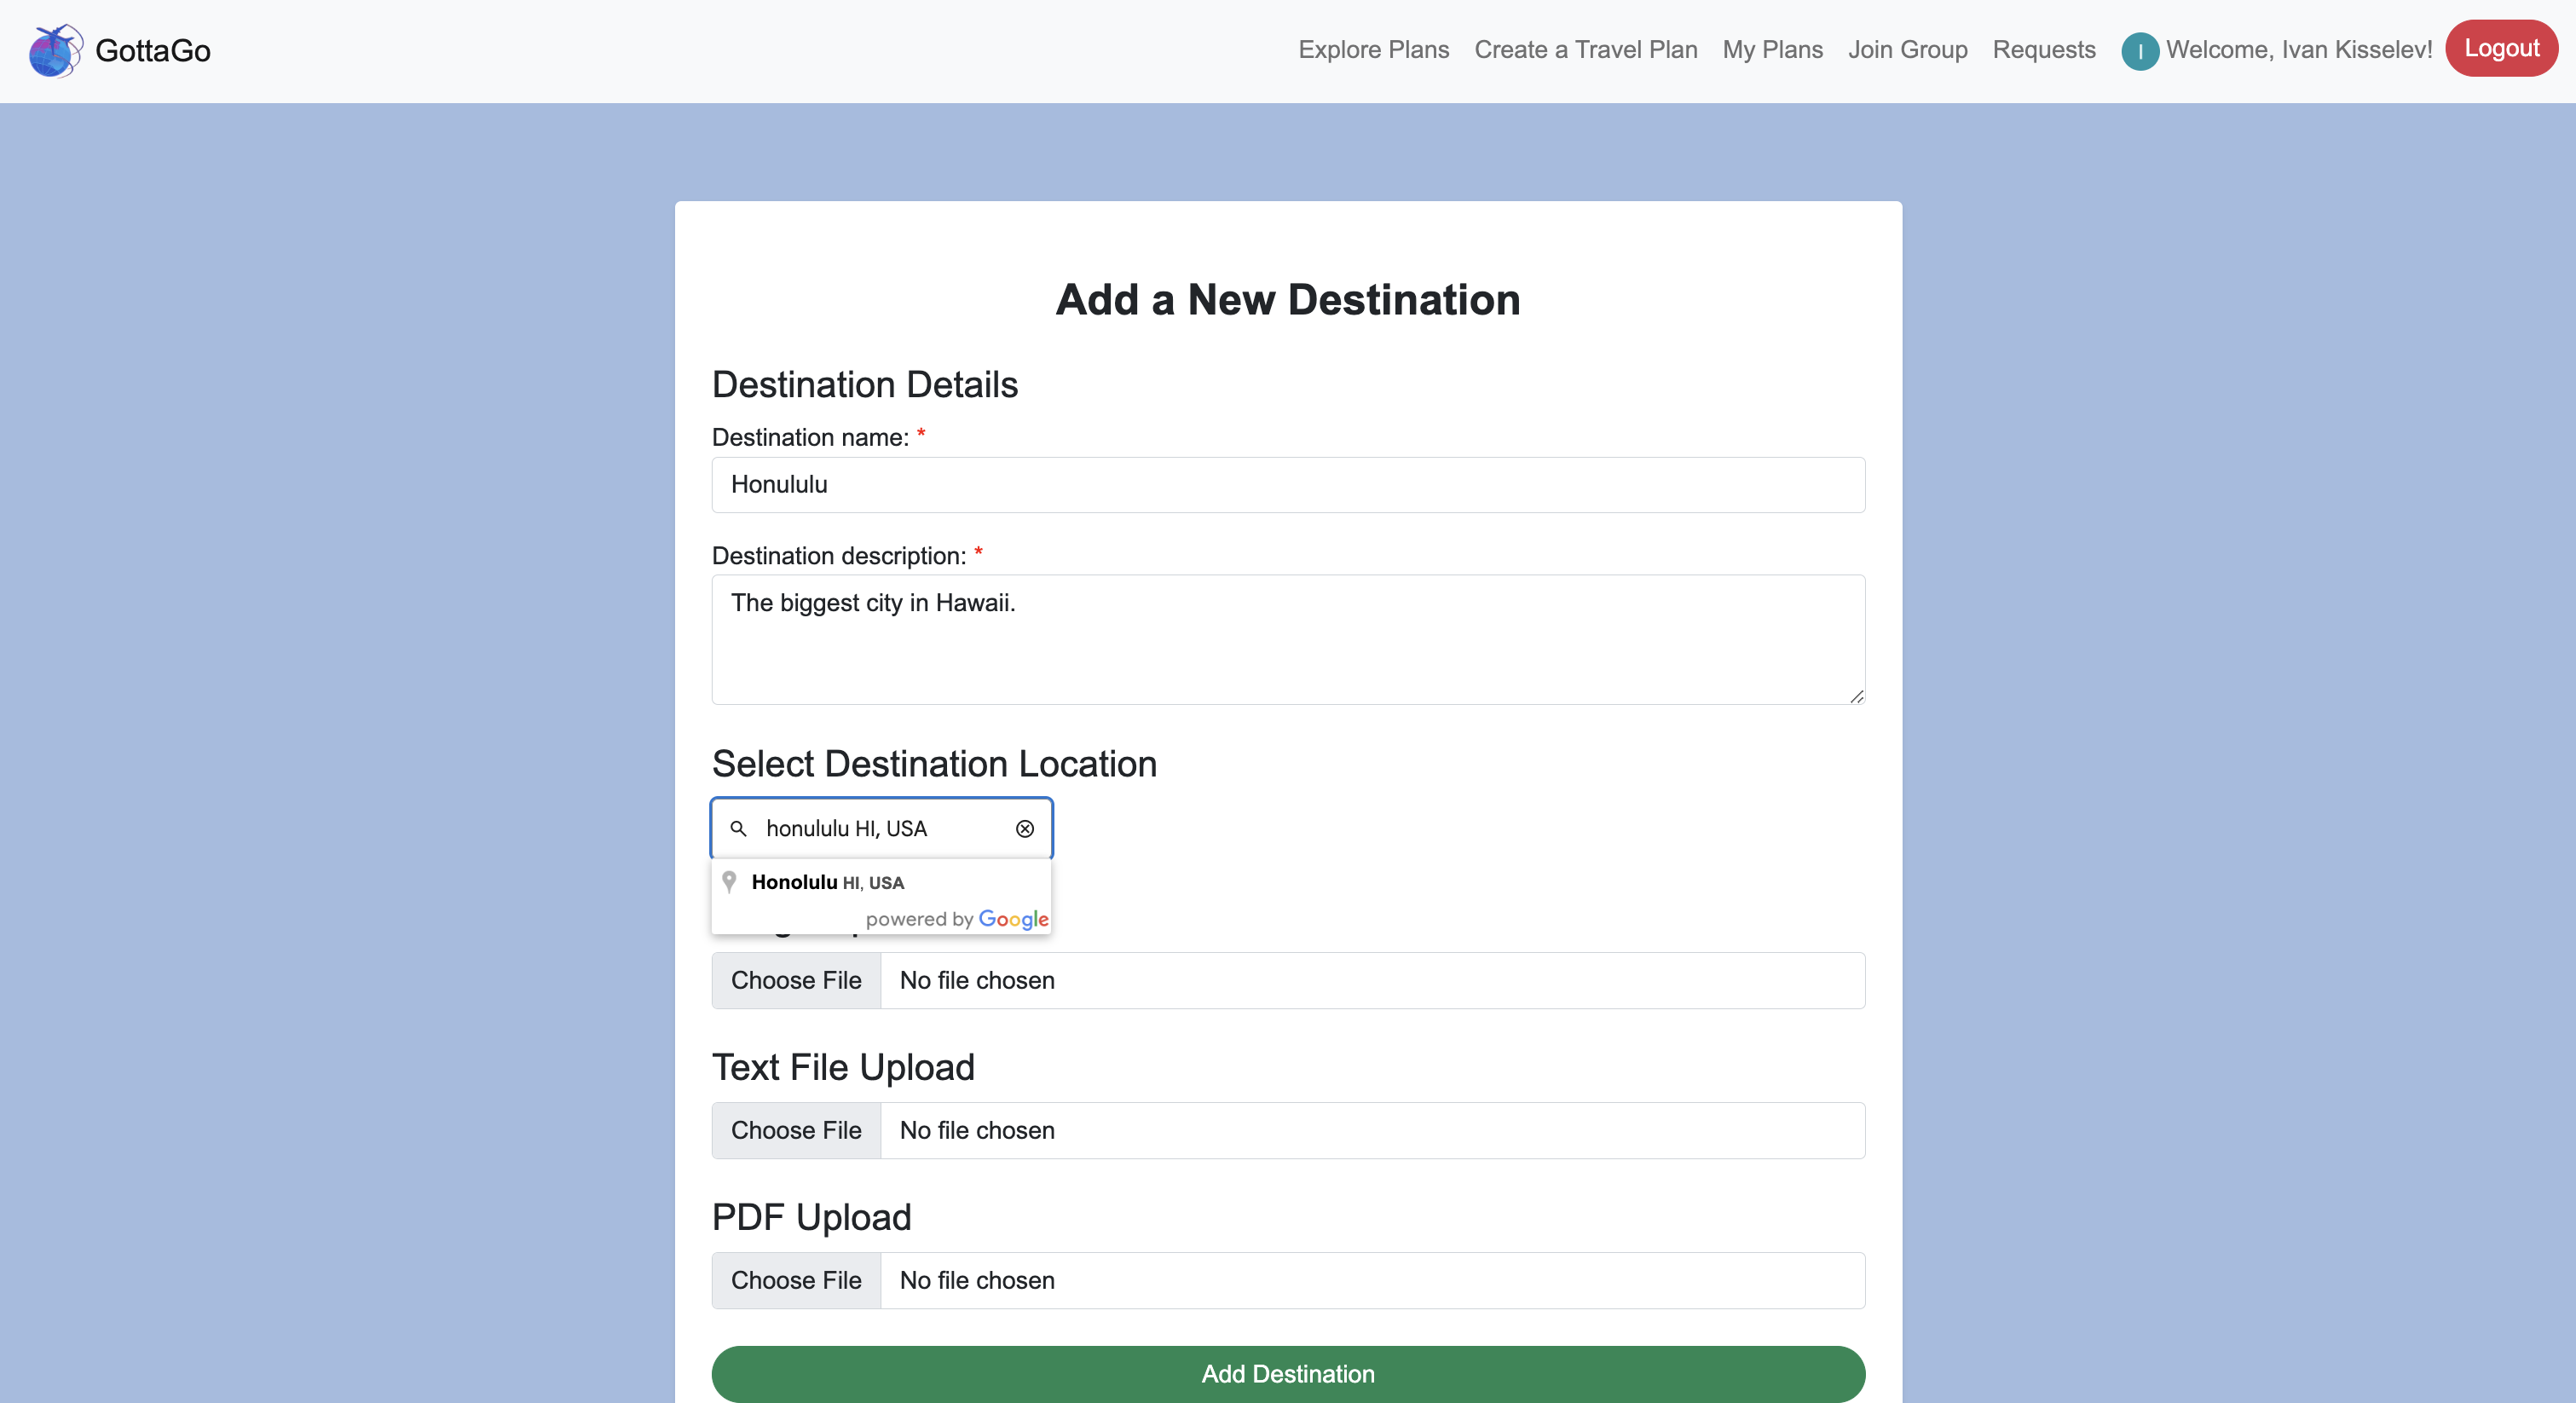 GottaGo
Explore Plans Create a Travel Plan My Plans Join Group Requests I Welcome, Ivan Kisselev! Logout
Add a New Destination
Destination Details
Destination name: *
Honululu
Destination description: *
The biggest city in Hawaii.
Select Destination Location
honululu HI, USA
Honolulu HI, USA
powered by Google
Choose File No file chosen
Text File Upload
Choose File No file chosen
PDF Upload
Choose File No file chosen
Add Destination